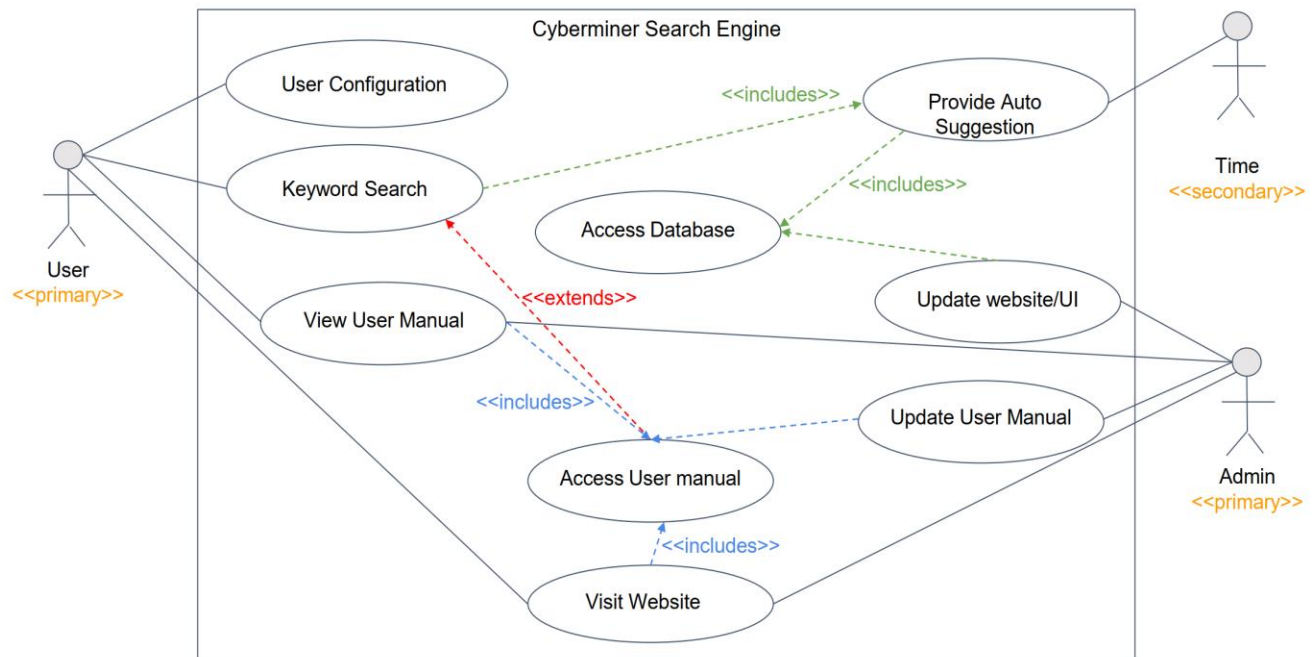 Cyberminer Search Engine
User Configuration
<<includes>>
Provide Auto
Suggestion
Keyword Search
Time
<<secondary>>
<<includes>>
Access Database
User
<<primary>>
<<extends>>
Update website/UI
View User Manual
<<includes>>
Update User Manual
Access User manual
Admin
<<primary>>
<<includes>>
Visit Website